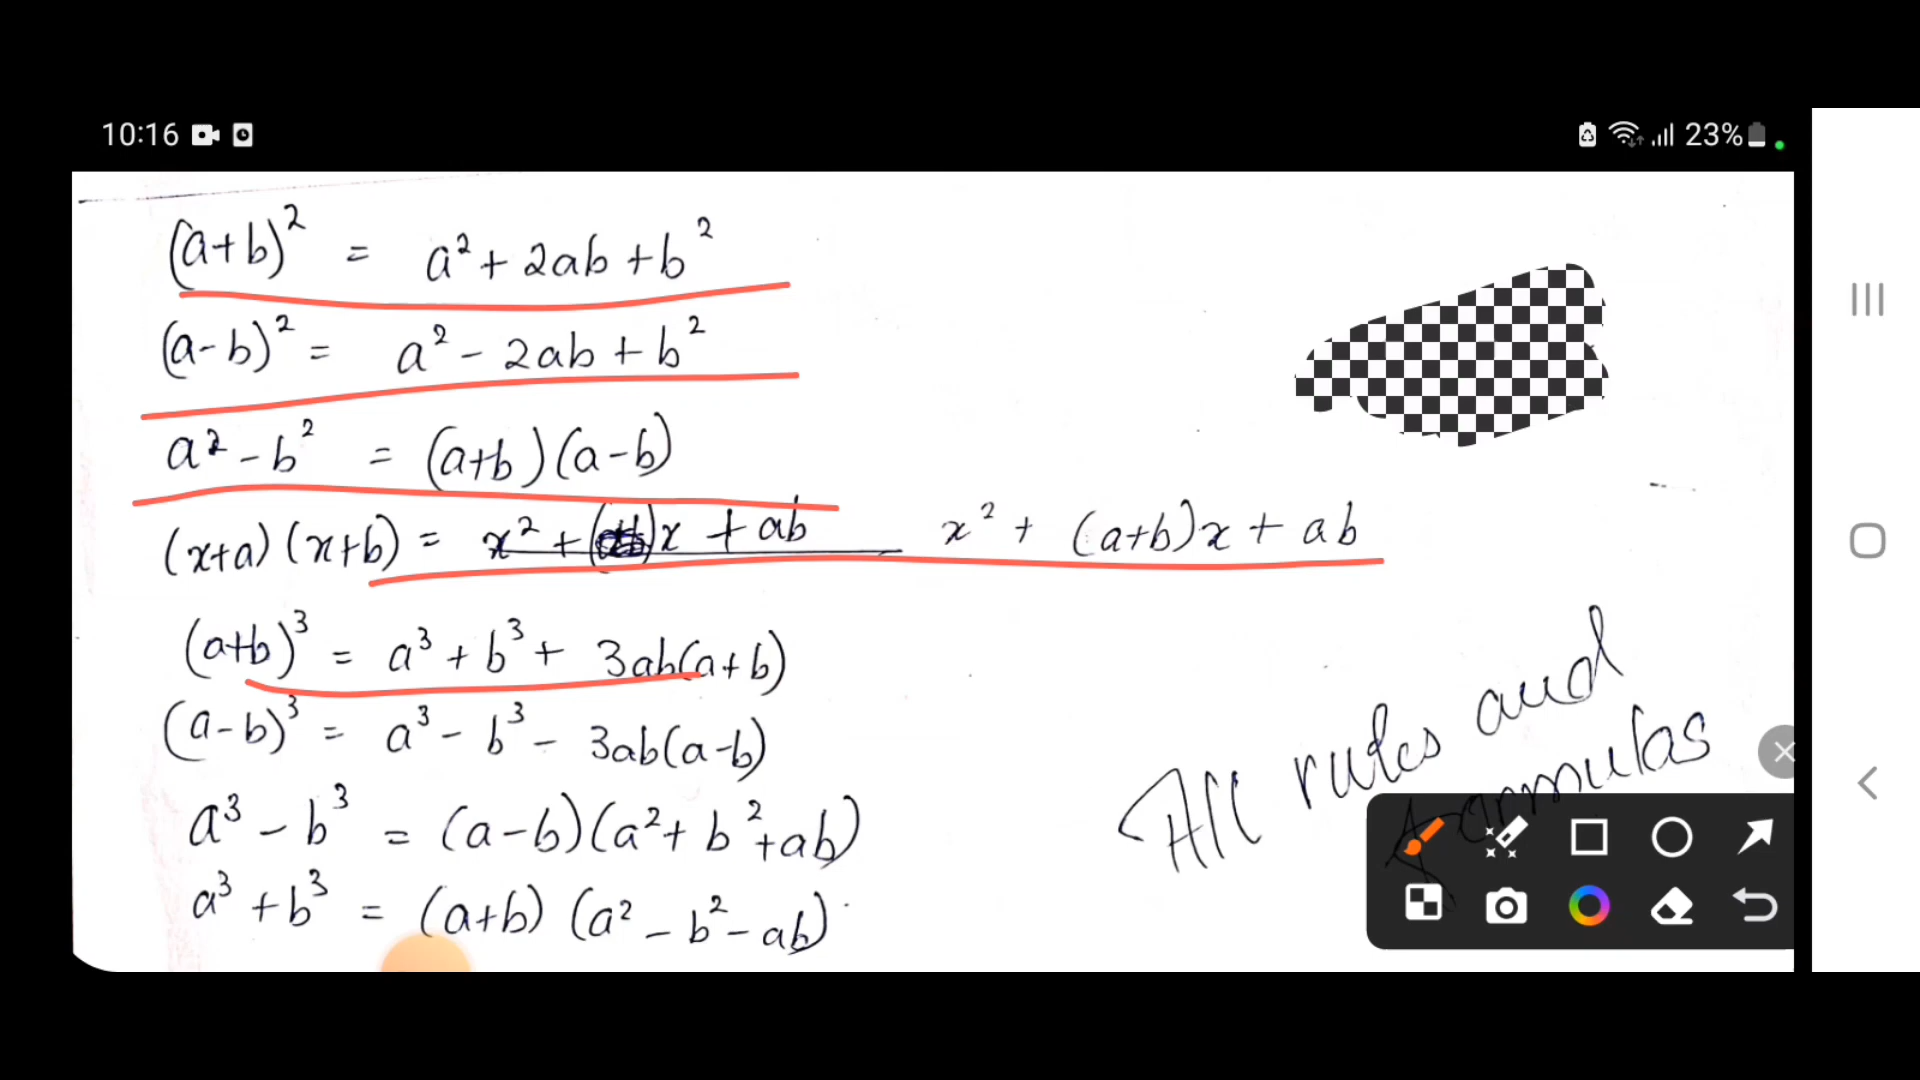 10:16 23%
(a+b)² = a² + 2ab + b²
(a-b)² = a² - 2ab + b²
a² - b² = (a+b)(a-b)
(x+a)(x+b) = x² + ( )x + ab x² + (a+b)x + ab
(a+b)³ = a³ + b³ + 3ab(a+b)
(a-b)³ = a³ - b³ - 3ab(a-b)
a³ - b³ = (a-b)(a² + b² + ab)
a³ + b³ = (a+b) (a² - b² - ab)
All rules and
formulas